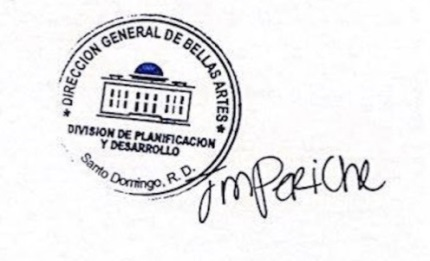 ★ DIRECCION GENERAL DE BELLAS ARTES ★
DIVISION DE PLANIFICACION
Y DESARROLLO
Santo Domingo, R. D.
JmPeriche